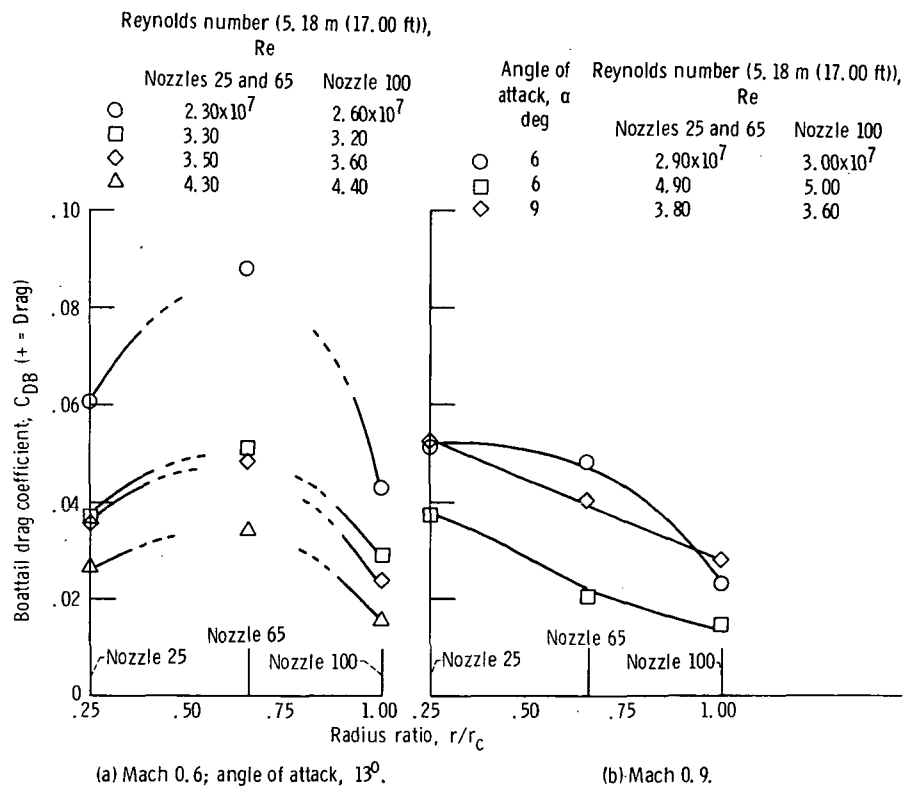 Reynolds number (5.18 m (17.00 ft)),
Re
Nozzles 25 and 65 Nozzle 100
2.30x10^7 2.60x10^7
3.30 3.20
3.50 3.60
4.30 4.40
Angle of attack, α deg
Reynolds number (5.18 m (17.00 ft)),
Re
Nozzles 25 and 65 Nozzle 100
6 2.90x10^7 3.00x10^7
6 4.90 5.00
9 3.80 3.60
Boattail drag coefficient, C_DB (+ = Drag)
.10
.08
.06
.04
.02
0
Nozzle 25
Nozzle 65
Nozzle 100
Nozzle 25
Nozzle 65
Nozzle 100
.25 .50 .75 1.00
.25 .50 .75 1.00
Radius ratio, r/r_c
(a) Mach 0.6; angle of attack, 13⁰.
(b) Mach 0.9.